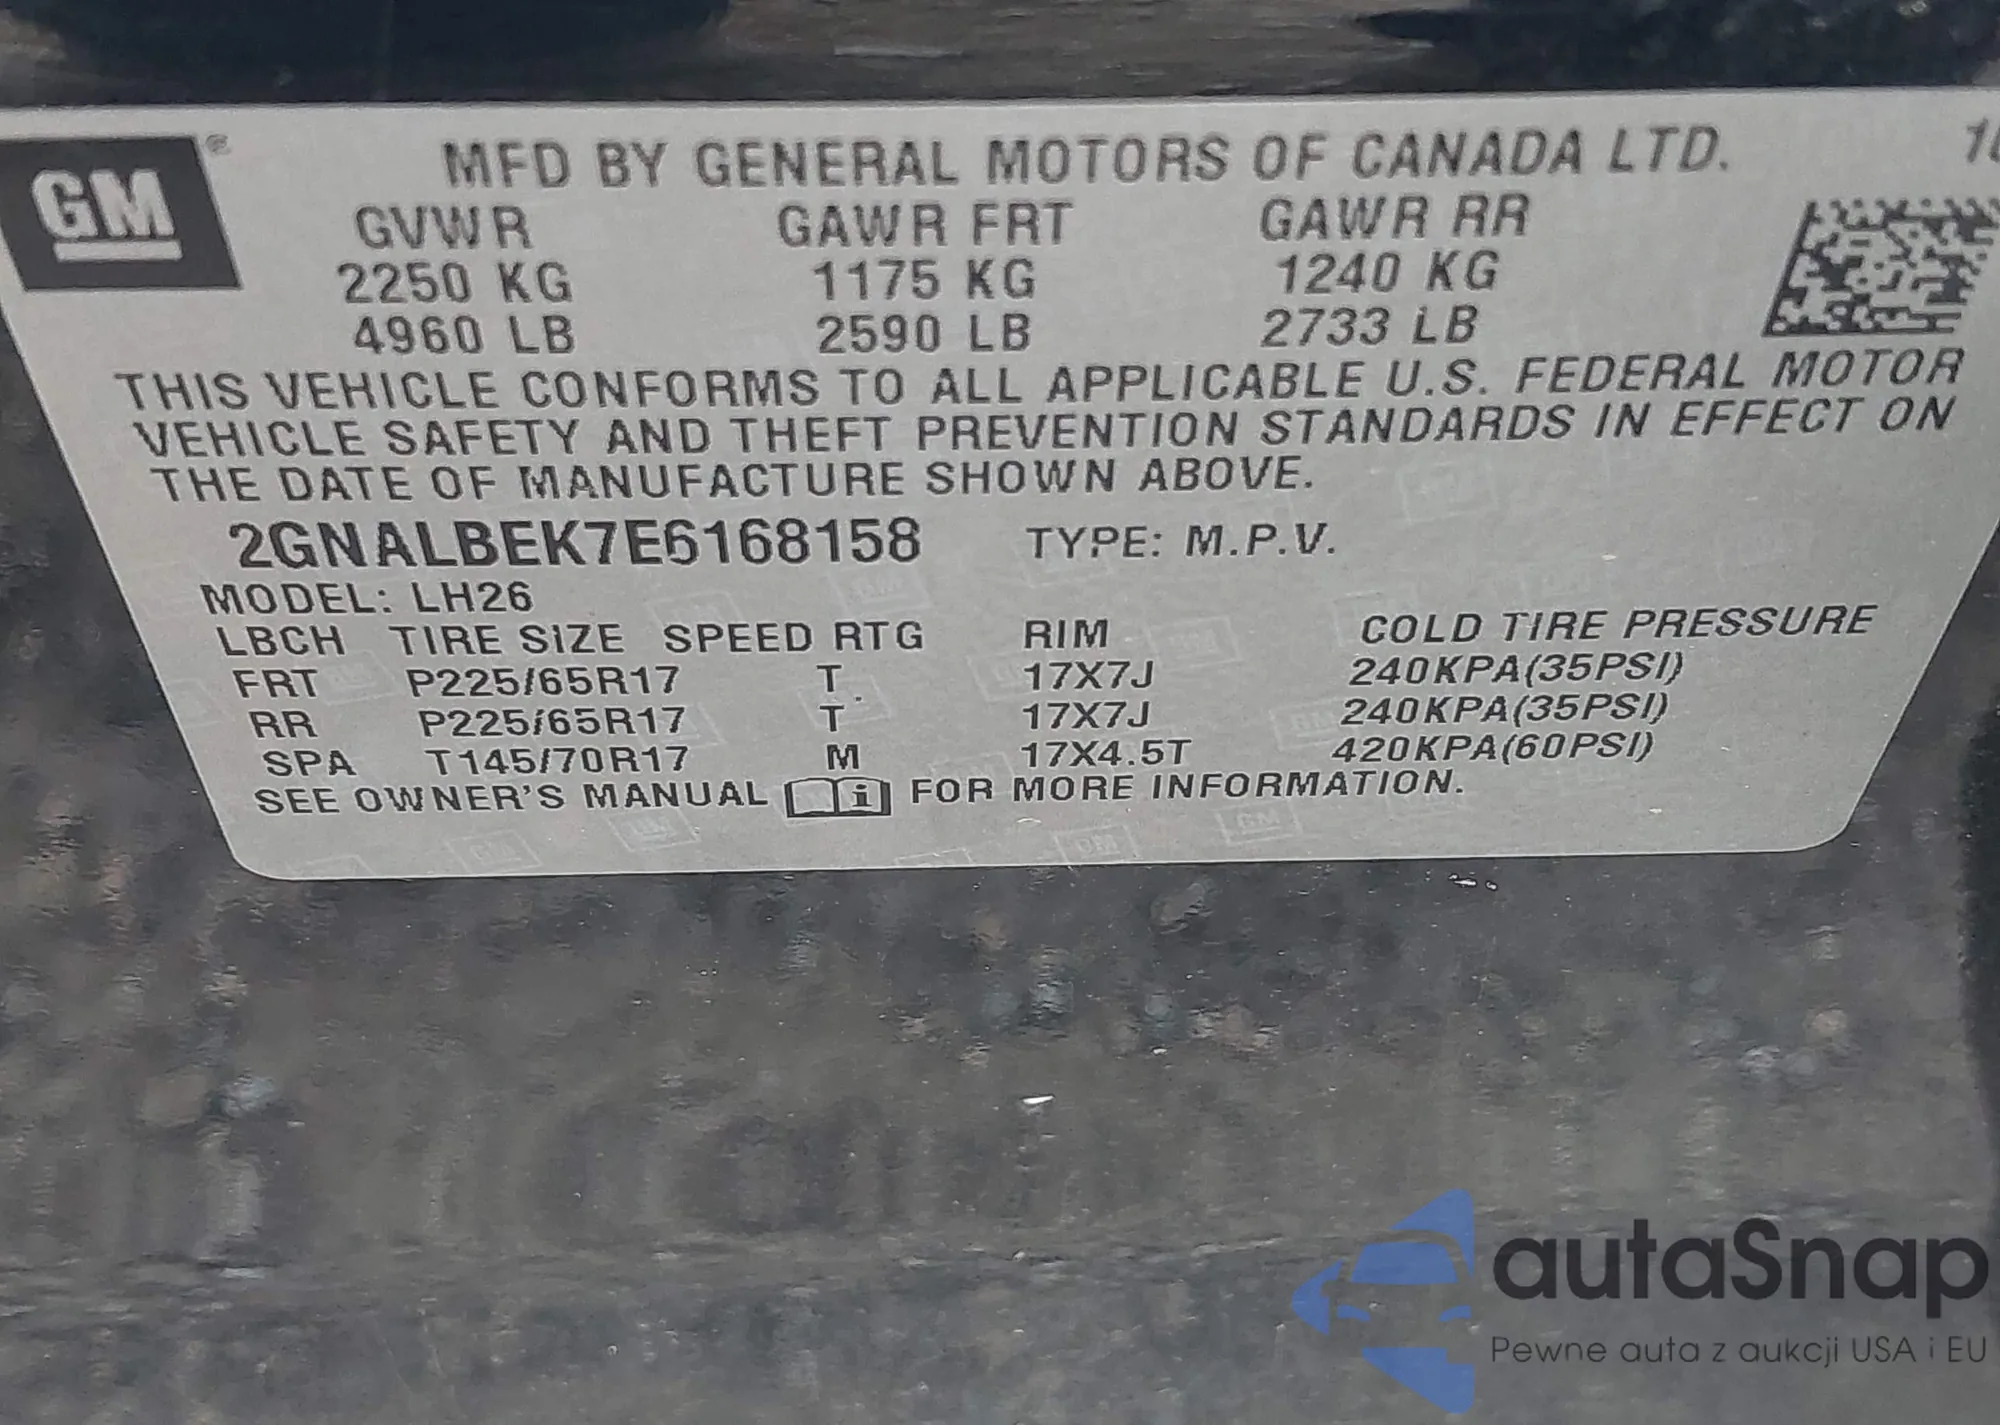 GM®
MFD BY GENERAL MOTORS OF CANADA LTD.
GVWR GAWR FRT GAWR RR
2250 KG 1175 KG 1240 KG
4960 LB 2590 LB 2733 LB
THIS VEHICLE CONFORMS TO ALL APPLICABLE U.S. FEDERAL MOTOR
VEHICLE SAFETY AND THEFT PREVENTION STANDARDS IN EFFECT ON
THE DATE OF MANUFACTURE SHOWN ABOVE.
2GNALBEK7E6168158 TYPE: M.P.V.
MODEL: LH26
LBCH TIRE SIZE SPEED RTG RIM COLD TIRE PRESSURE
FRT P225/65R17 T 17X7J 240KPA(35PSI)
RR P225/65R17 T 17X7J 240KPA(35PSI)
SPA T145/70R17 M 17X4.5T 420KPA(60PSI)
SEE OWNER'S MANUAL i FOR MORE INFORMATION.
autaSnap
Pewne auta z aukcji USA i EU